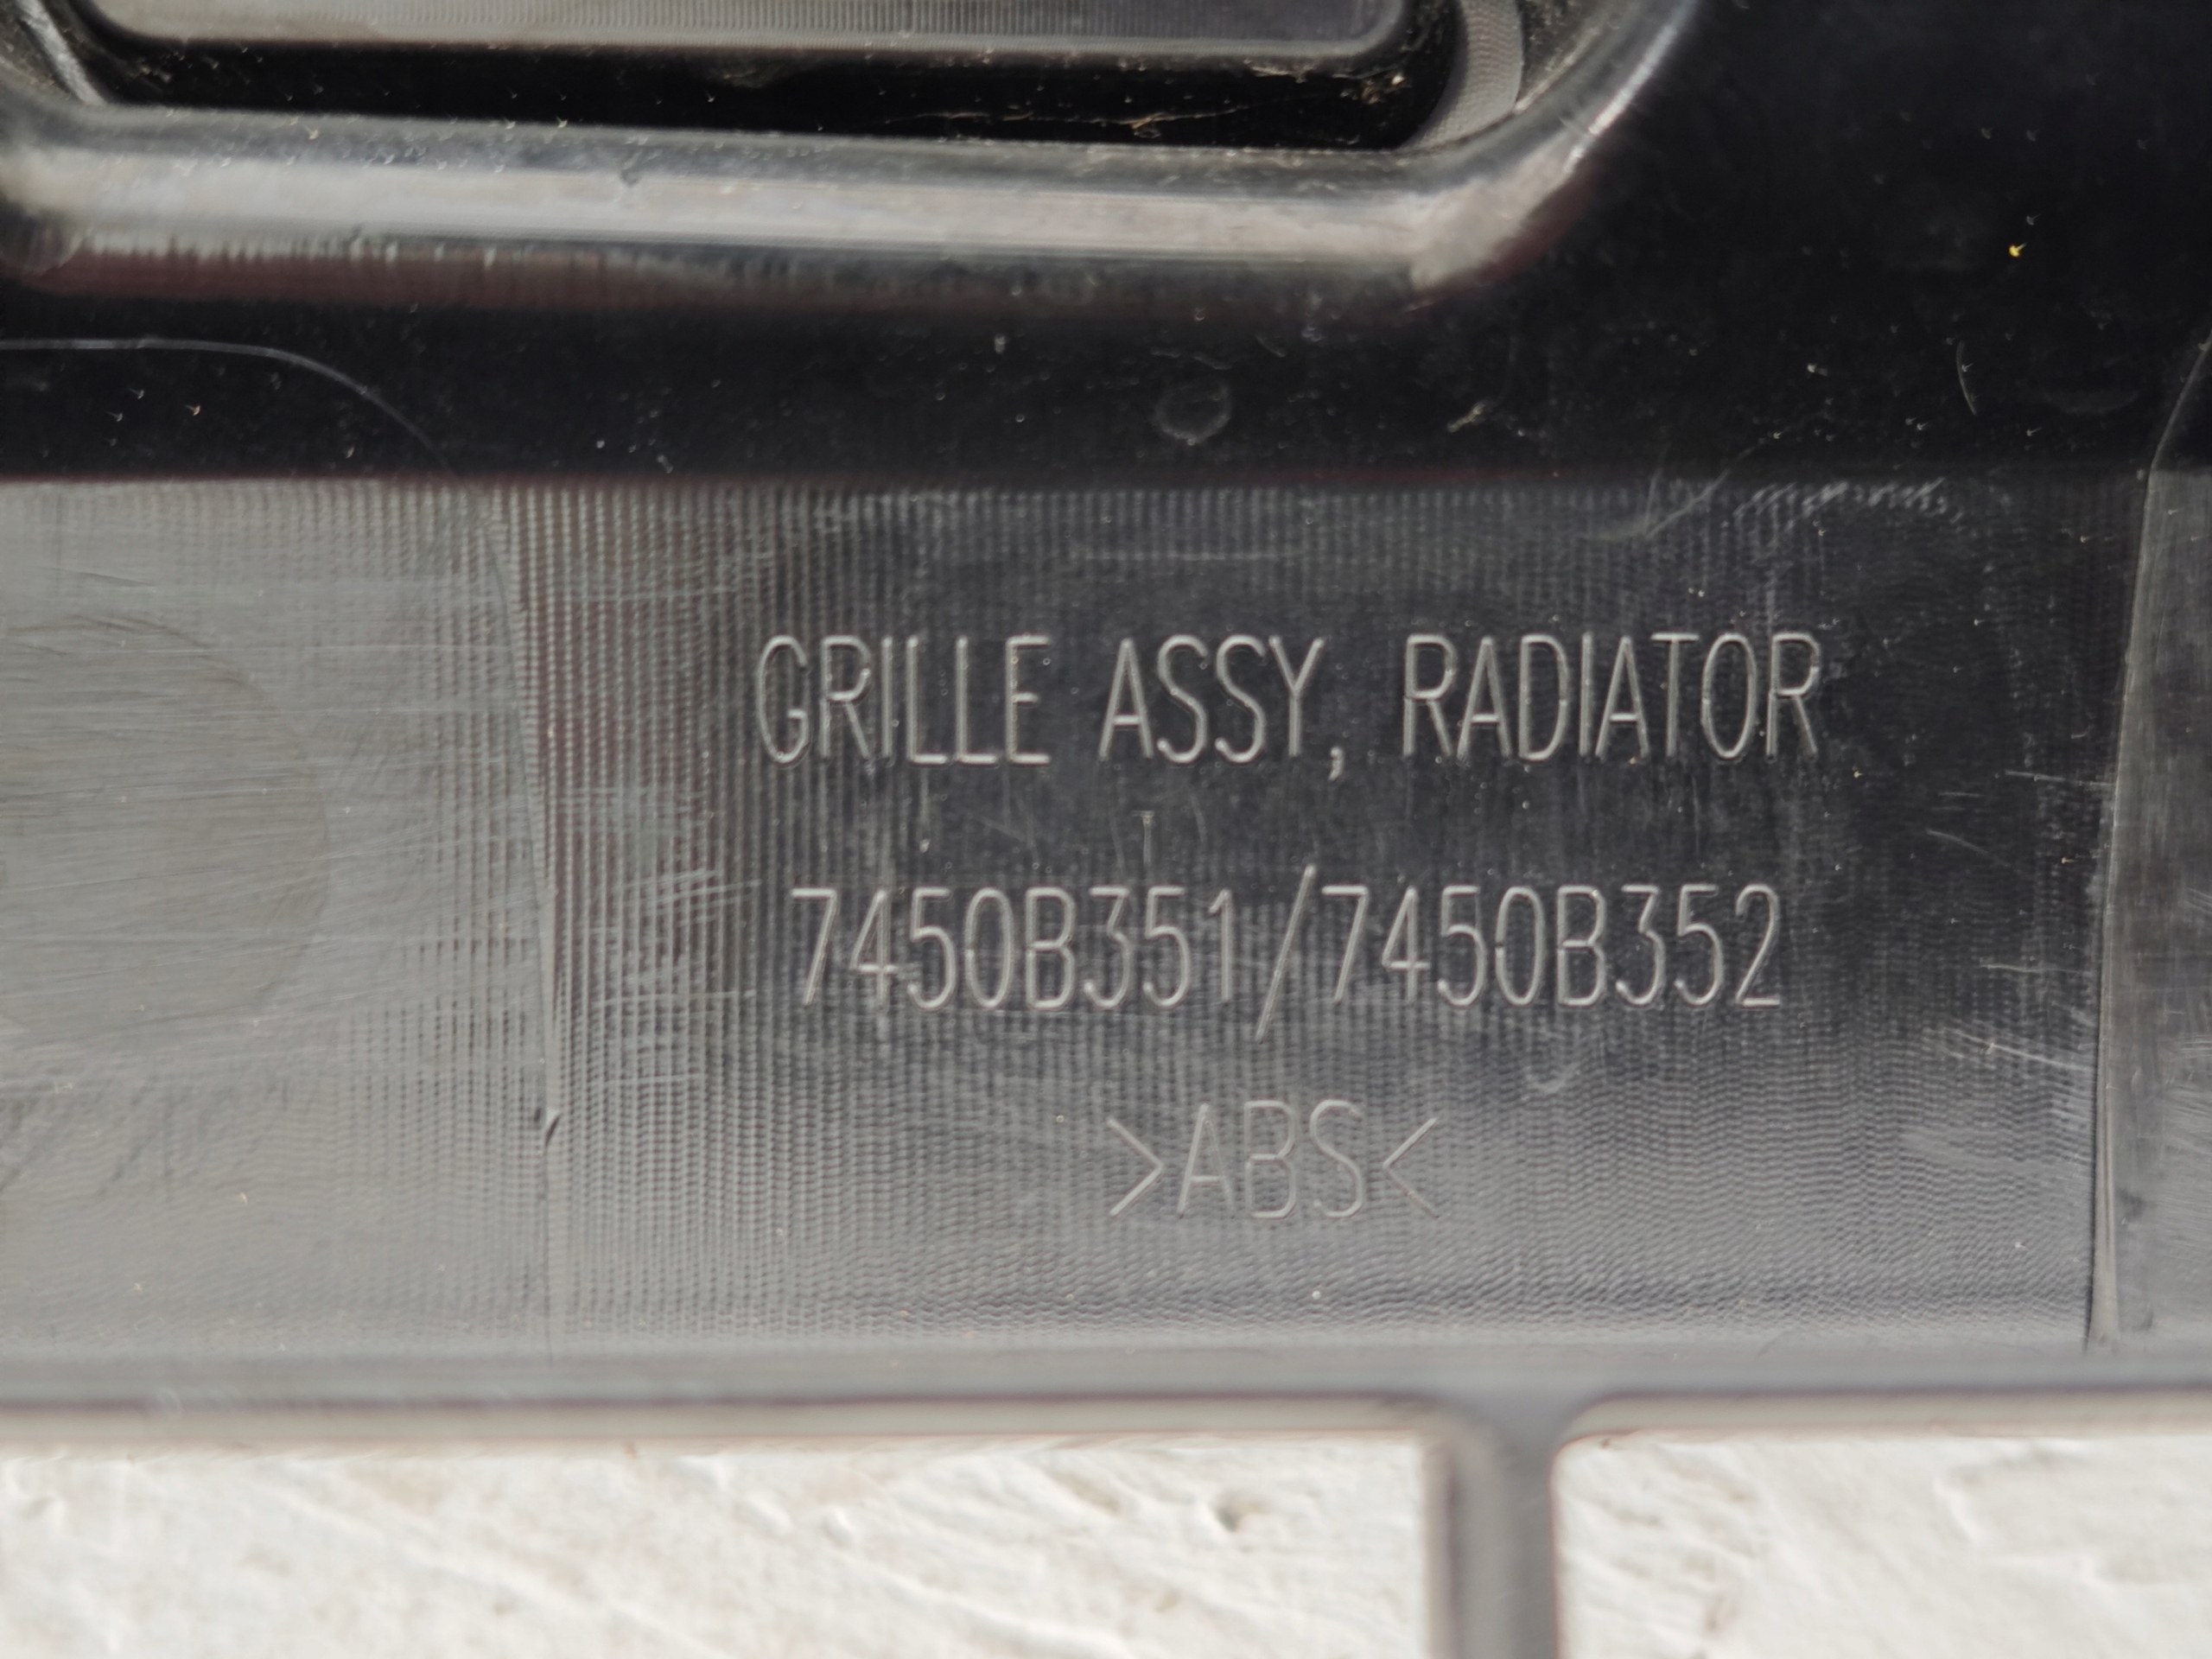 GRILLE ASSY, RADIATOR
7450B351/7450B352
>ABS<